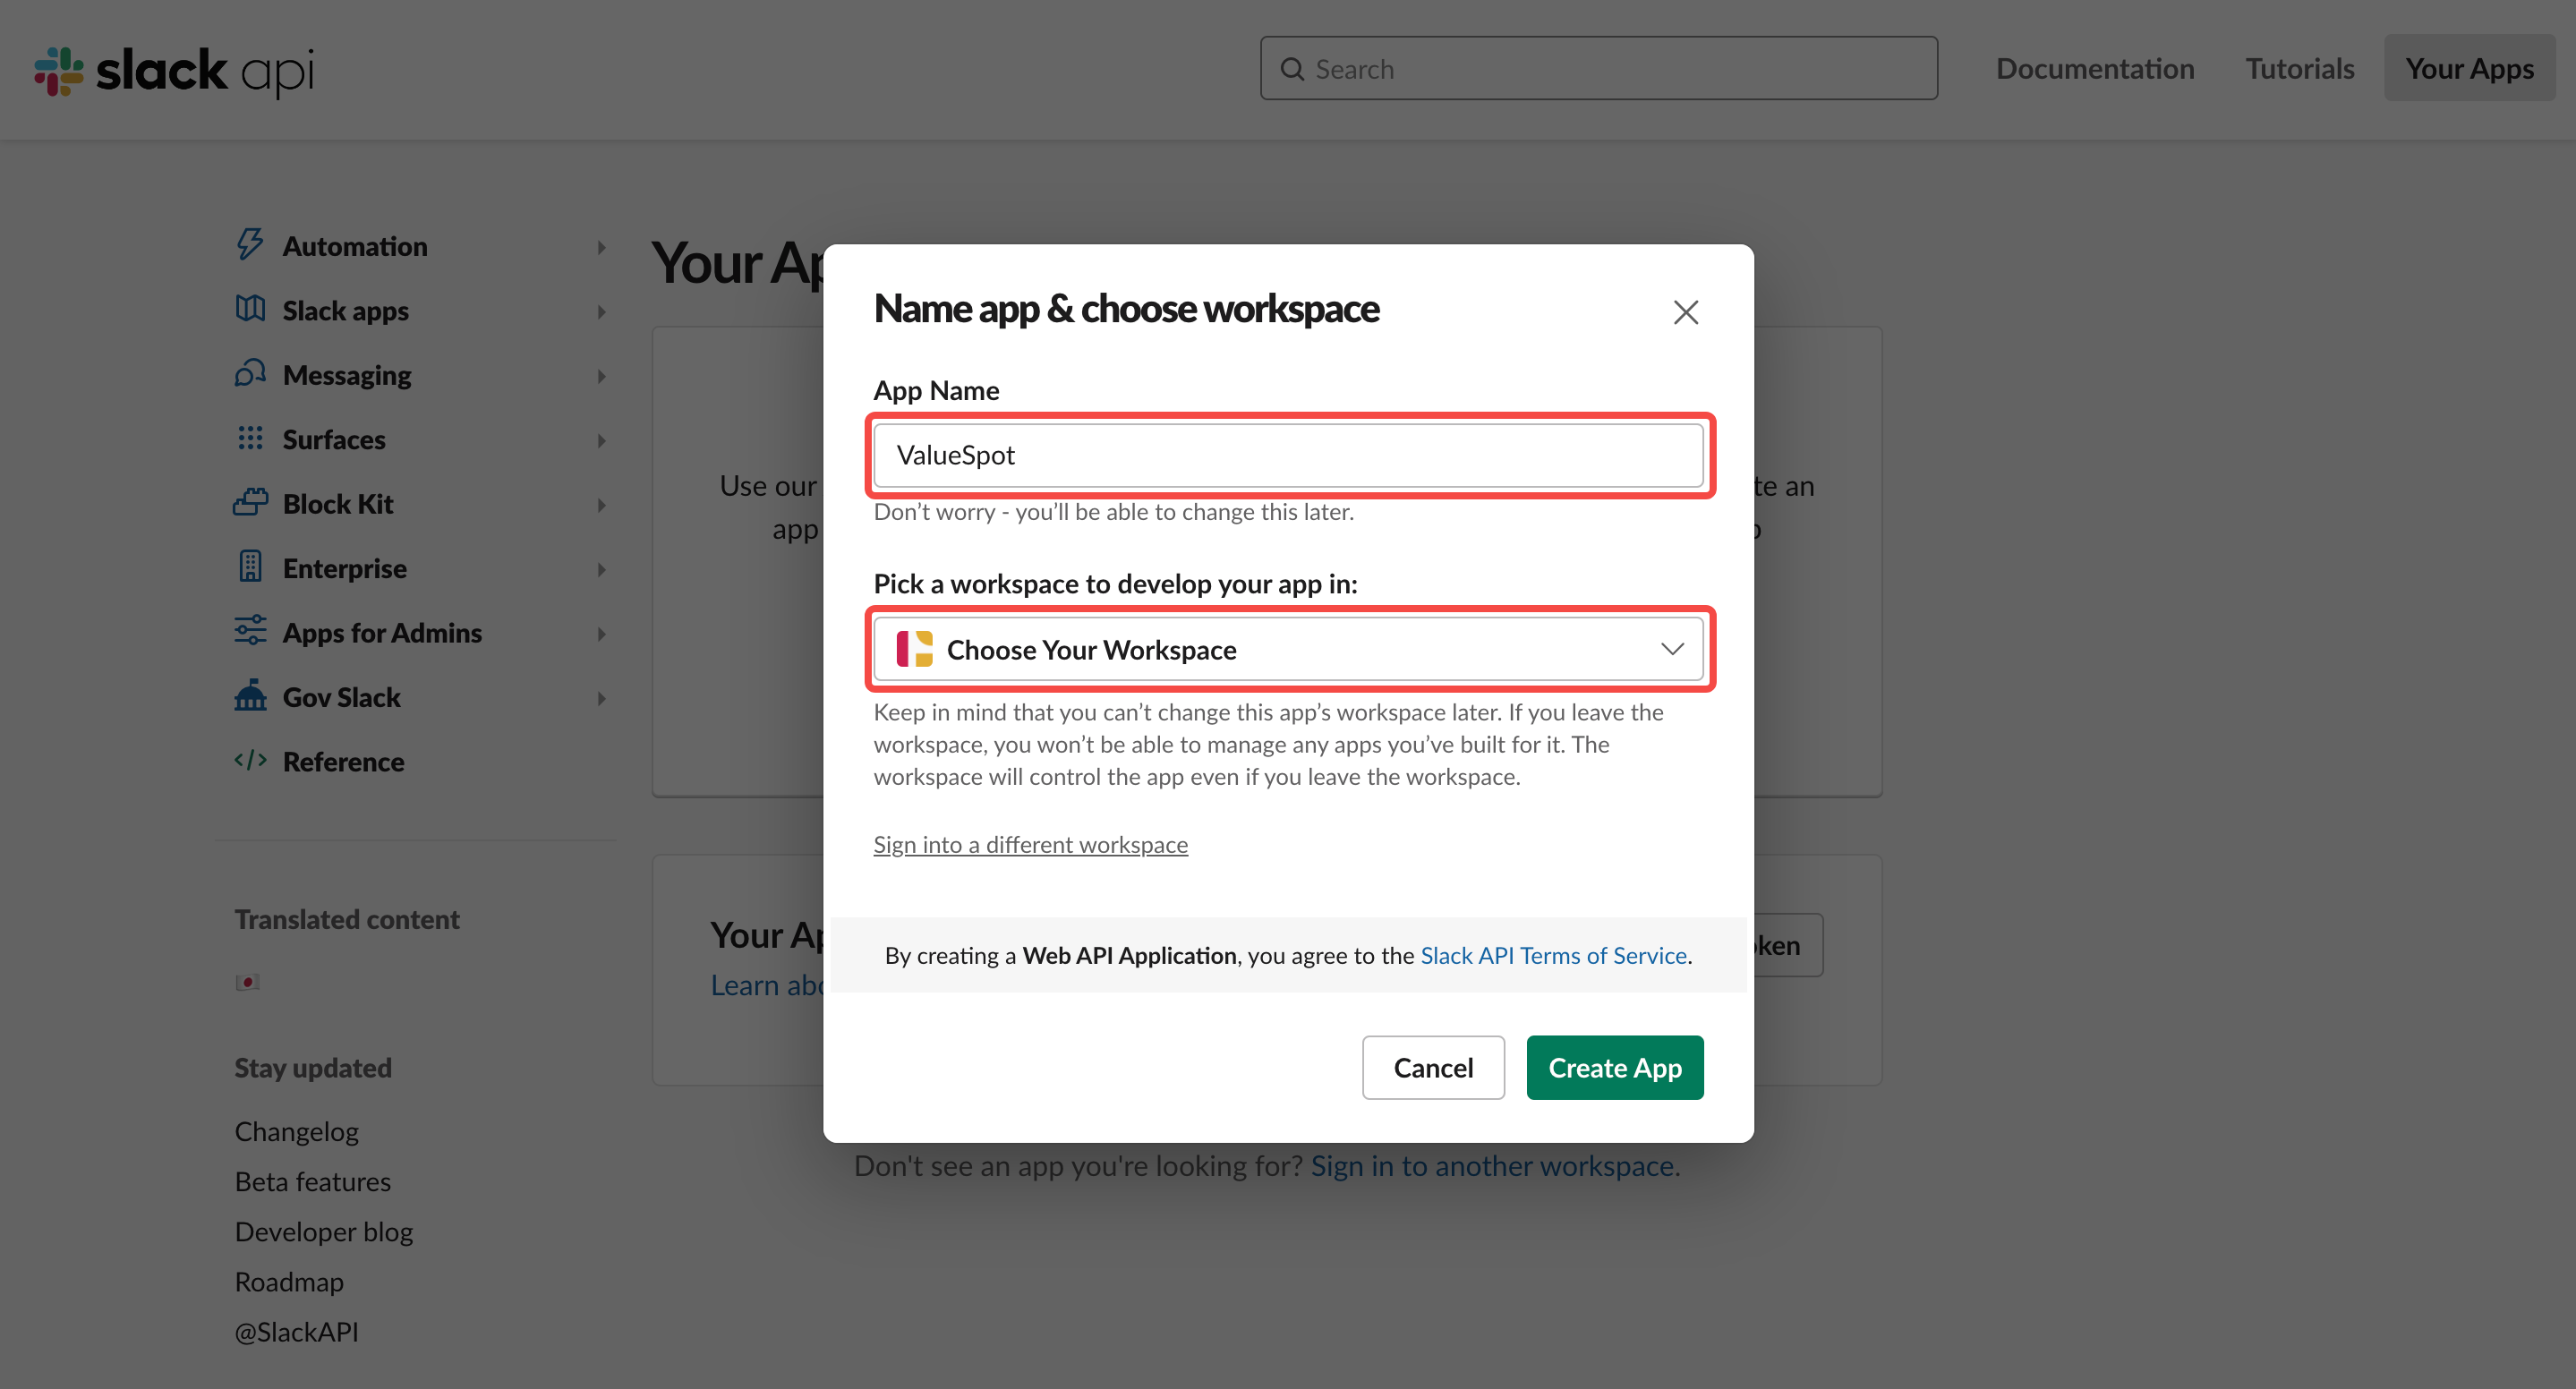 slack api
Search
Documentation
Tutorials
Your Apps
Automation
Slack apps
Messaging
Surfaces
Block Kit
Enterprise
Apps for Admins
Gov Slack
Reference
Translated content
Stay updated
Changelog
Beta features
Developer blog
Roadmap
@SlackAPI
Your
Use our
app
an
Your
Learn
Name app & choose workspace
App Name
ValueSpot
Don’t worry - you’ll be able to change this later.
Pick a workspace to develop your app in:
Choose Your Workspace
Keep in mind that you can’t change this app’s workspace later. If you leave the
workspace, you won’t be able to manage any apps you’ve built for it. The
workspace will control the app even if you leave the workspace.
Sign into a different workspace
By creating a Web API Application, you agree to the Slack API Terms of Service.
Cancel
Create App
Don't see an app you're looking for? Sign in to another workspace.